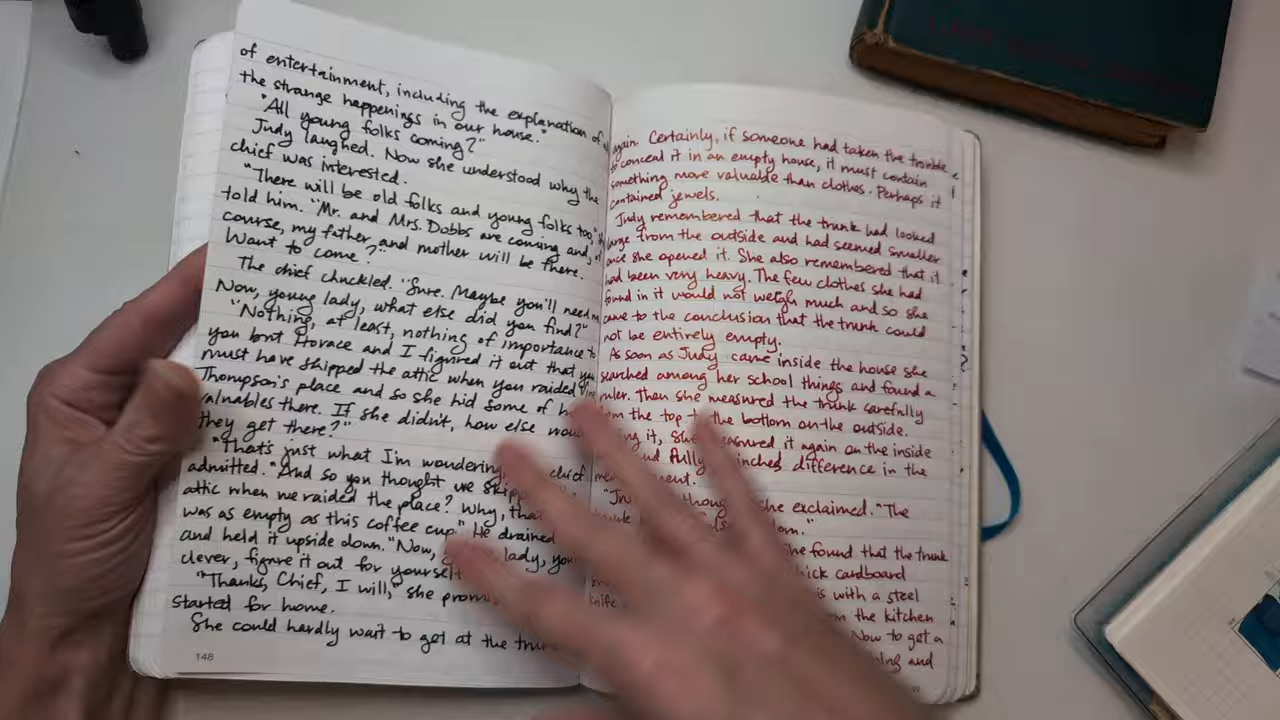 of entertainment, including the explanation of
the strange happenings in our house."
"All young folks coming?"
Judy laughed. Now she understood why the
chief was interested.
"There will be old folks and young folks too,"
told him. "Mr. and Mrs. Dobbs are coming and, of
course, my father and mother will be there.
Want to come?"
The chief chuckled. "Sure. Maybe you'll need
Now, young lady, what else did you find?"
"Nothing, at least, nothing of importance to
you but Horace and I figured it out that you
must have skipped the attic when you raided
Thompson's place and so she hid some of her
valuables there. If she didn't, how else would
they get there?"
"That's just what I'm wondering, chief
admitted. "And so you thought we skipped
attic when we raided the place? Why, that
was as empty as this coffee cup." He drained
and held it upside down. "Now, lady, you
clever, figure it out for yourself
"Thanks, Chief, I will," she
started for home.
She could hardly wait to get at the
148
again. Certainly, if someone had taken the trouble
to conceal it in an empty house, it must contain
something more valuable than clothes. Perhaps it
contained jewels.
Judy remembered that the trunk had looked
large from the outside and had seemed smaller
once she opened it. She also remembered that it
had been very heavy. The few clothes she had
found in it would not weigh much and so she
came to the conclusion that the trunk could
not be entirely empty.
As soon as Judy came inside the house she
searched among her school things and found a
ruler. Then she measured the trunk carefully
from the top to the bottom on the outside.
it, she measured it again on the inside
and fully inches difference in the
she exclaimed. "The
found that the trunk
thick cardboard
with a steel
knife the kitchen
Now to get a
and